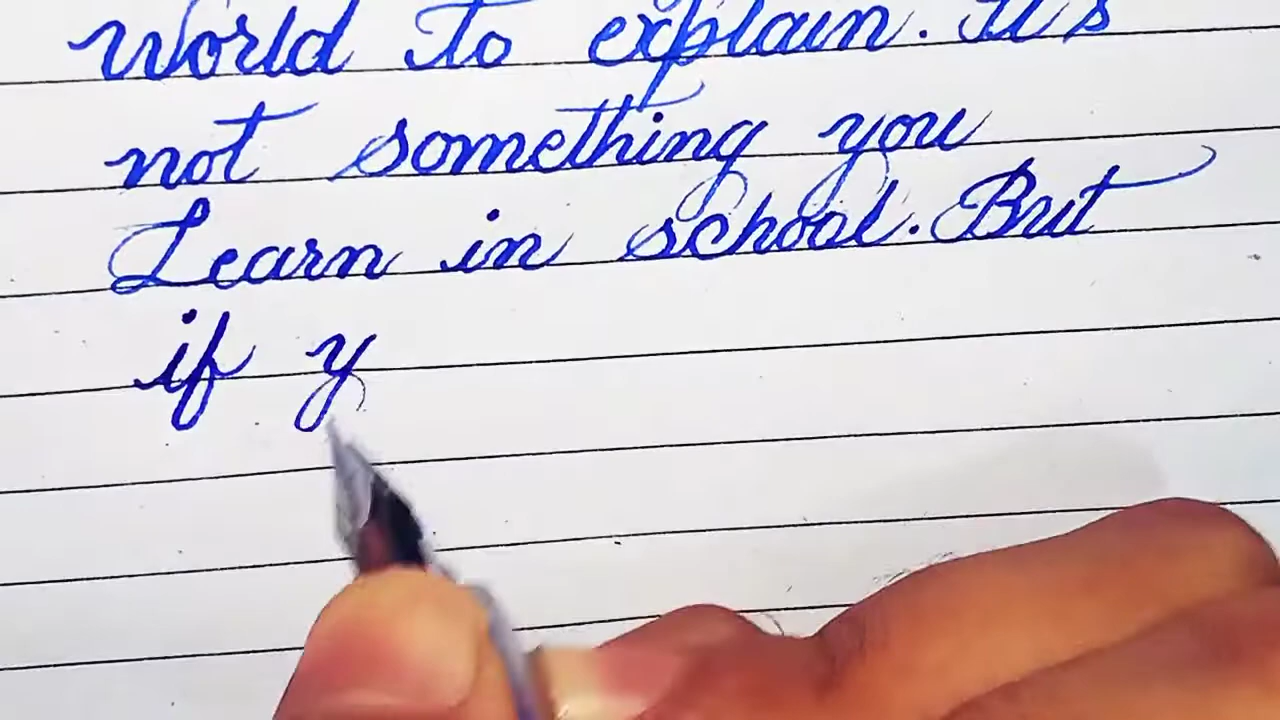 world to explain. It's
not something you
Learn in school. But
if y